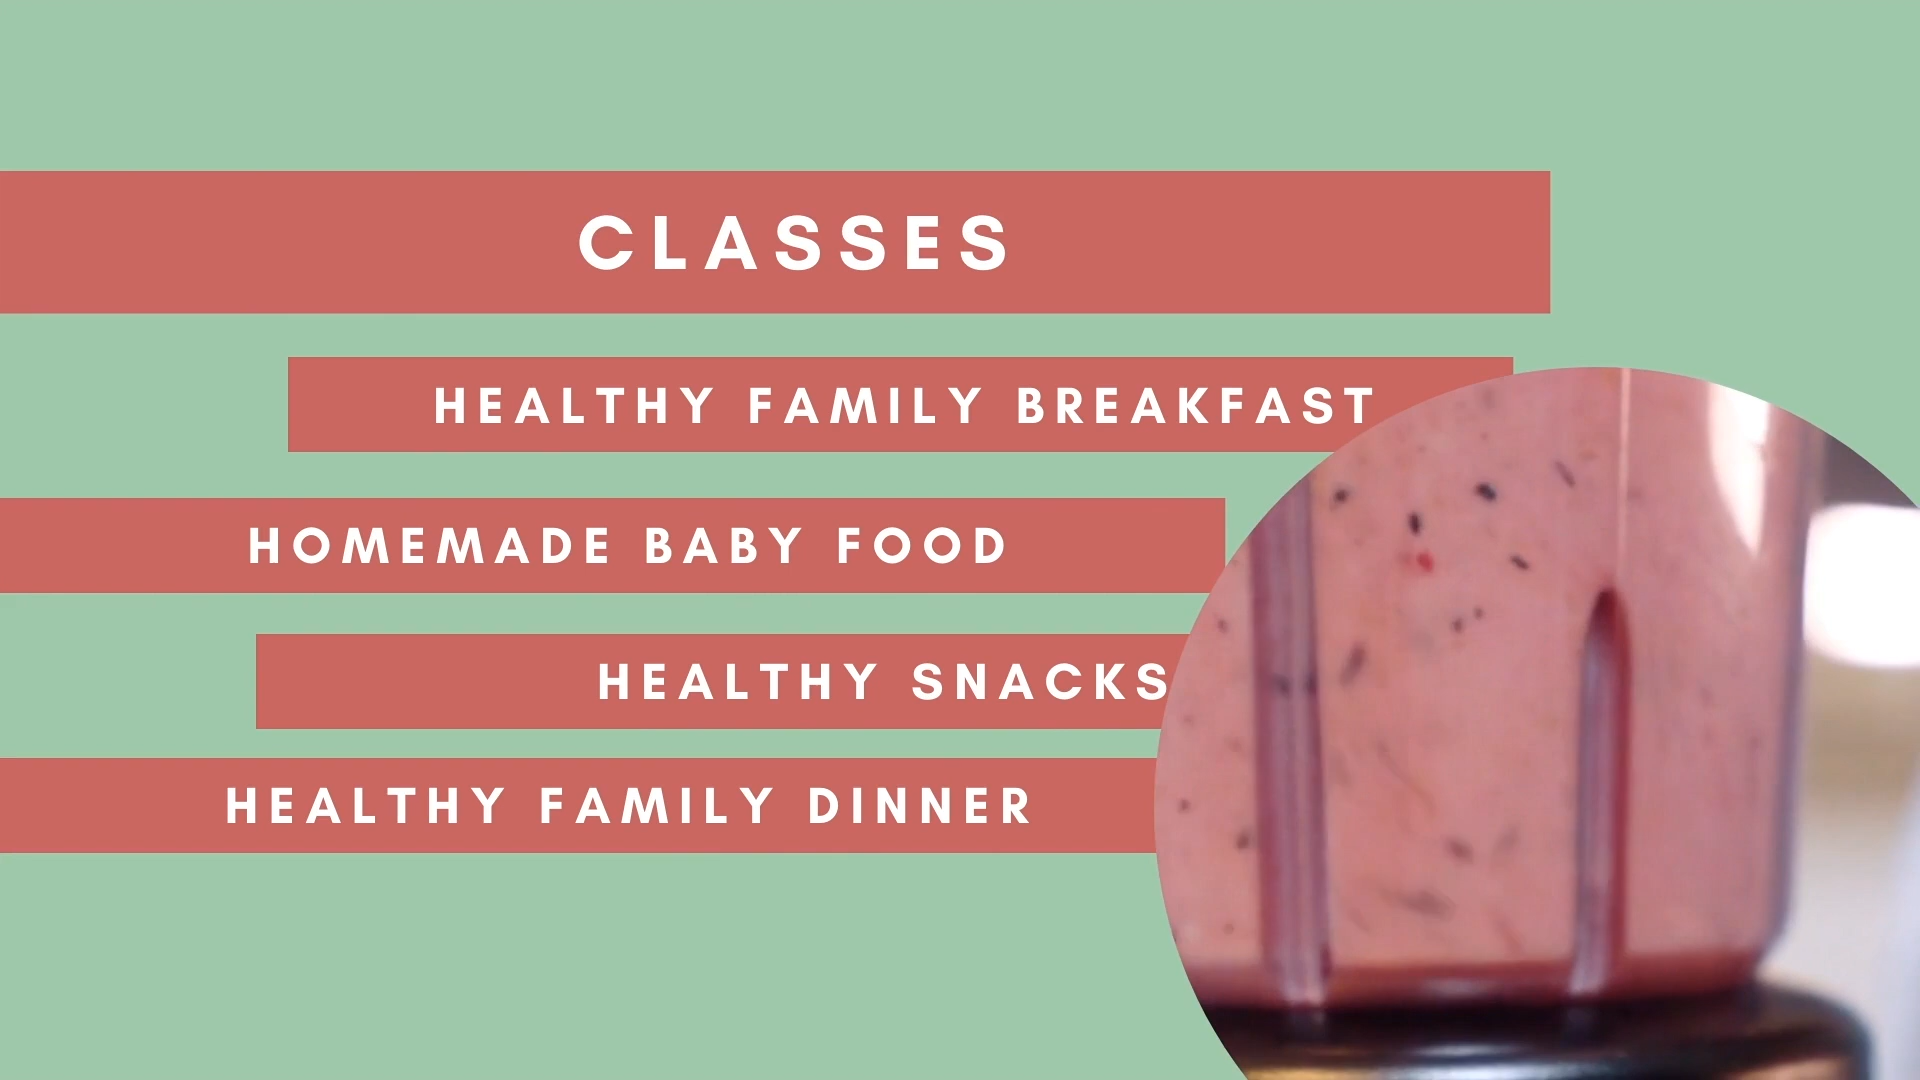 CLASSES
HEALTHY FAMILY BREAKFAST
HOMEMADE BABY FOOD
HEALTHY SNACKS
HEALTHY FAMILY DINNER